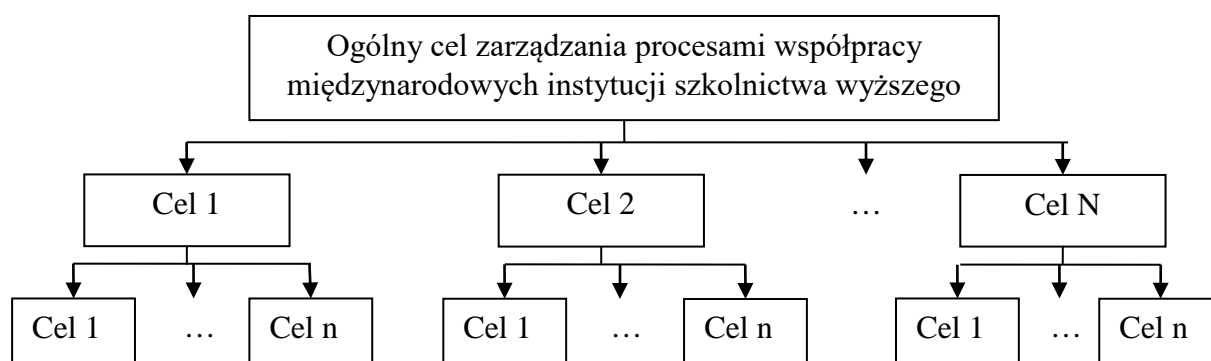 Ogólny cel zarządzania procesami współpracy
międzynarodowych instytucji szkolnictwa wyższego
Cel 1
Cel 2
…
Cel N
Cel 1
…
Cel n
Cel 1
…
Cel n
Cel 1
…
Cel n